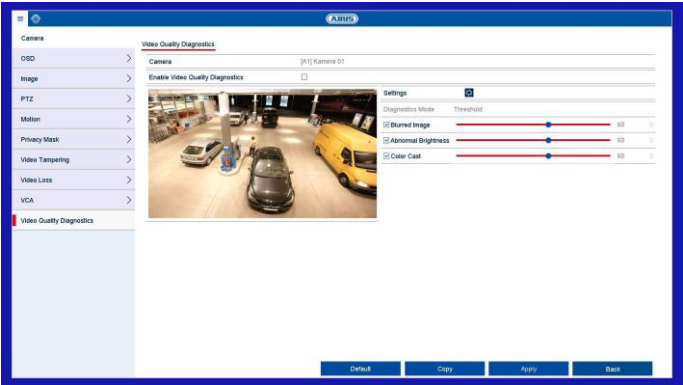 ABUS
Camera
Video Quality Diagnostics
OSD
Camera [A1] Kamera 01
Image
Enable Video Quality Diagnostics
PTZ
Settings
Diagnostics Mode Threshold
Motion
Blurred Image 60
Privacy Mask
Abnormal Brightness 60
Video Tampering
Color Cast 60
Video Loss
VCA
Video Quality Diagnostics
Default Copy Apply Back